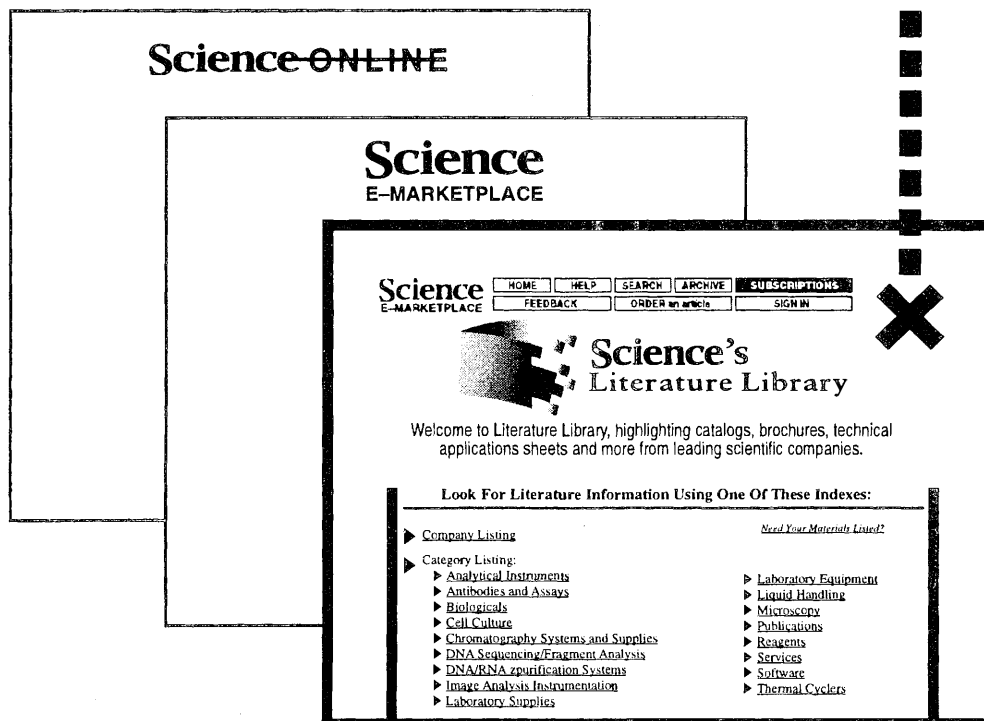 Science ONLINE
Science
E–MARKETPLACE
Science
E–MARKETPLACE
HOME HELP SEARCH ARCHIVE SUBSCRIPTIONS
FEEDBACK ORDER an article SIGN IN
Science's
Literature Library
Welcome to Literature Library, highlighting catalogs, brochures, technical
applications sheets and more from leading scientific companies.
Look For Literature Information Using One Of These Indexes:
Need Your Materials Listed?
Company Listing
Category Listing:
Analytical Instruments
Antibodies and Assays
Biologicals
Cell Culture
Chromatography Systems and Supplies
DNA Sequencing/Fragment Analysis
DNA/RNA zpurification Systems
Image Analysis Instrumentation
Laboratory Supplies
Laboratory Equipment
Liquid Handling
Microscopy
Publications
Reagents
Services
Software
Thermal Cyclers